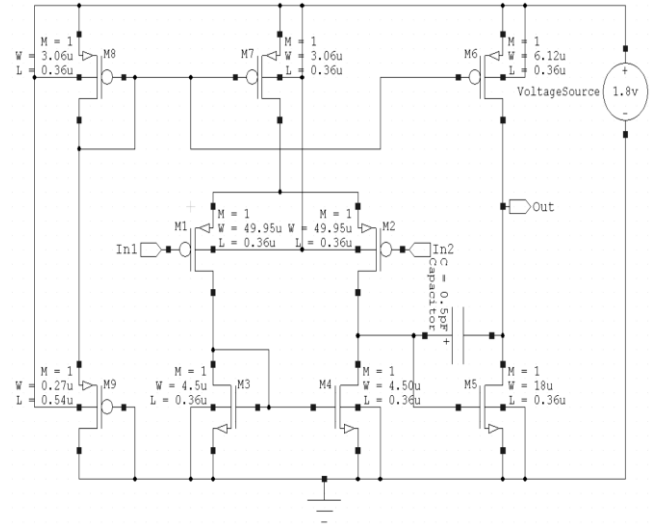 M = 1
W = 3.06u
L = 0.36u
M8
M7
M = 1
W = 3.06u
L = 0.36u
M6
M = 1
W = 6.12u
L = 0.36u
VoltageSource
+
1.8v
-
Out
In1
M1
M = 1
W = 49.95u
L = 0.36u
M = 1
W = 49.95u
L = 0.36u
M2
In2
C = 0.5pF +
Capacitor
M = 1
W = 0.27u
L = 0.54u
M9
M = 1
W = 4.5u
L = 0.36u
M3
M4
M = 1
W = 4.50u
L = 0.36u
M5
M = 1
W = 18u
L = 0.36u